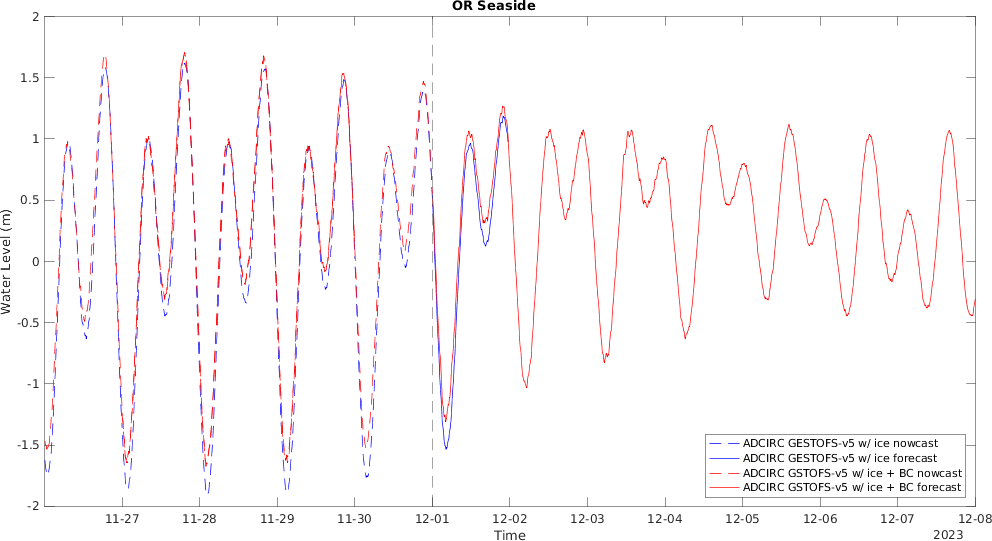 OR Seaside
2
1.5
1
0.5
0
-0.5
-1
-1.5
-2
Water Level (m)
11-27 11-28 11-29 11-30 12-01 12-02 12-03 12-04 12-05 12-06 12-07 12-08
Time
2023
ADCIRC GESTOFS-v5 w/ ice nowcast
ADCIRC GESTOFS-v5 w/ ice forecast
ADCIRC GSTOFS-v5 w/ ice + BC nowcast
ADCIRC GSTOFS-v5 w/ ice + BC forecast